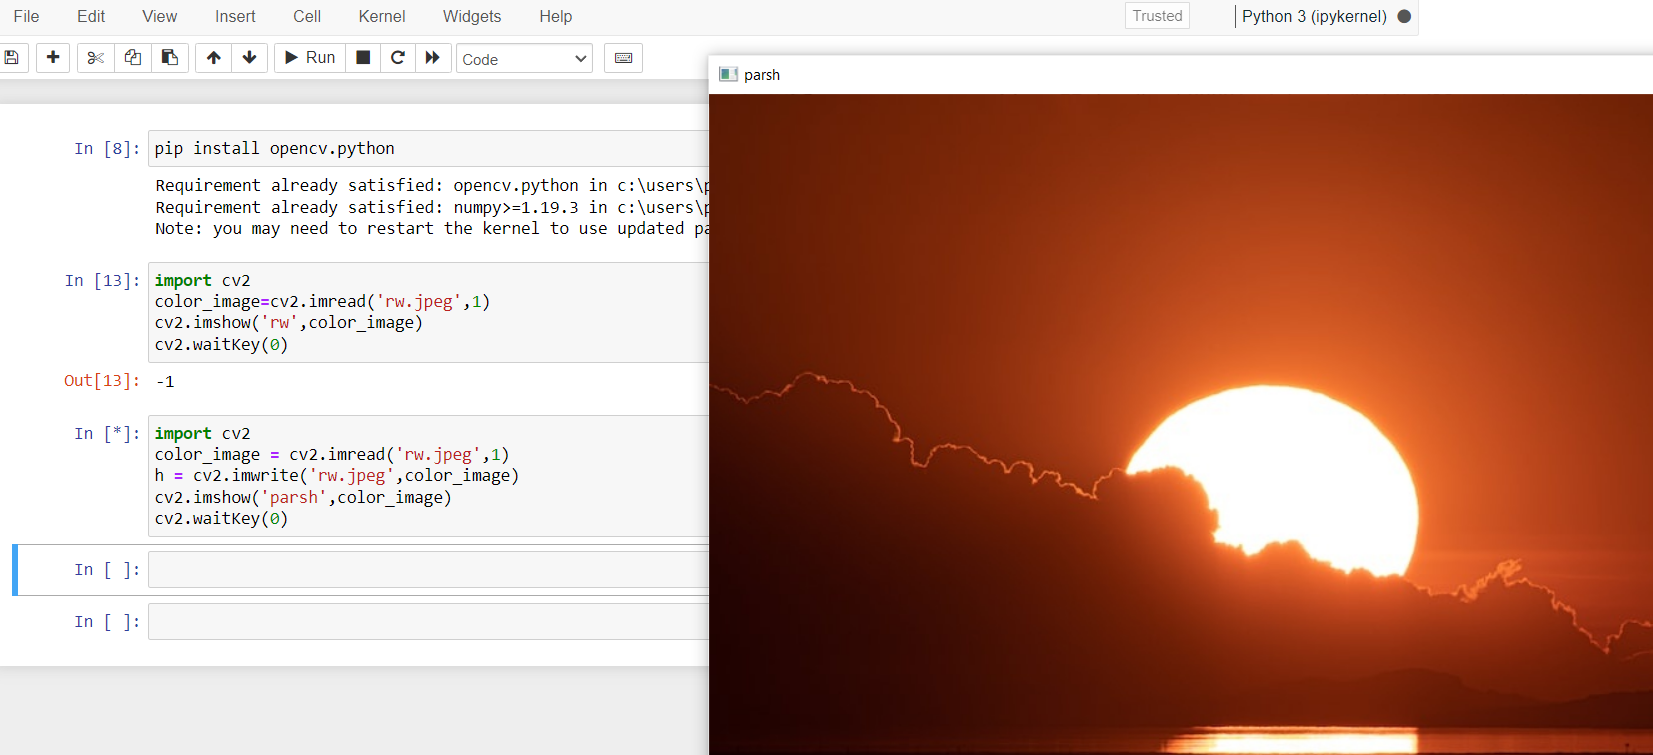 File Edit View Insert Cell Kernel Widgets Help Trusted Python 3 (ipykernel)
Run Code
parsh
In [8]: pip install opencv.python
Requirement already satisfied: opencv.python in c:\users\p
Requirement already satisfied: numpy>=1.19.3 in c:\users\p
Note: you may need to restart the kernel to use updated pa
In [13]: import cv2
color_image=cv2.imread('rw.jpeg',1)
cv2.imshow('rw',color_image)
cv2.waitKey(0)
Out[13]: -1
In [*]: import cv2
color_image = cv2.imread('rw.jpeg',1)
h = cv2.imwrite('rw.jpeg',color_image)
cv2.imshow('parsh',color_image)
cv2.waitKey(0)
In [ ]:
In [ ]: